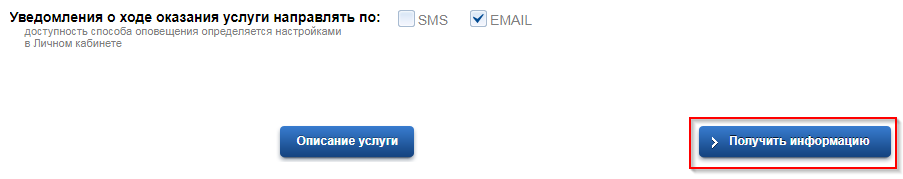 Уведомления о ходе оказания услуги направлять по: SMS EMAIL
доступность способа оповещения определяется настройками
в Личном кабинете
Описание услуги Получить информацию